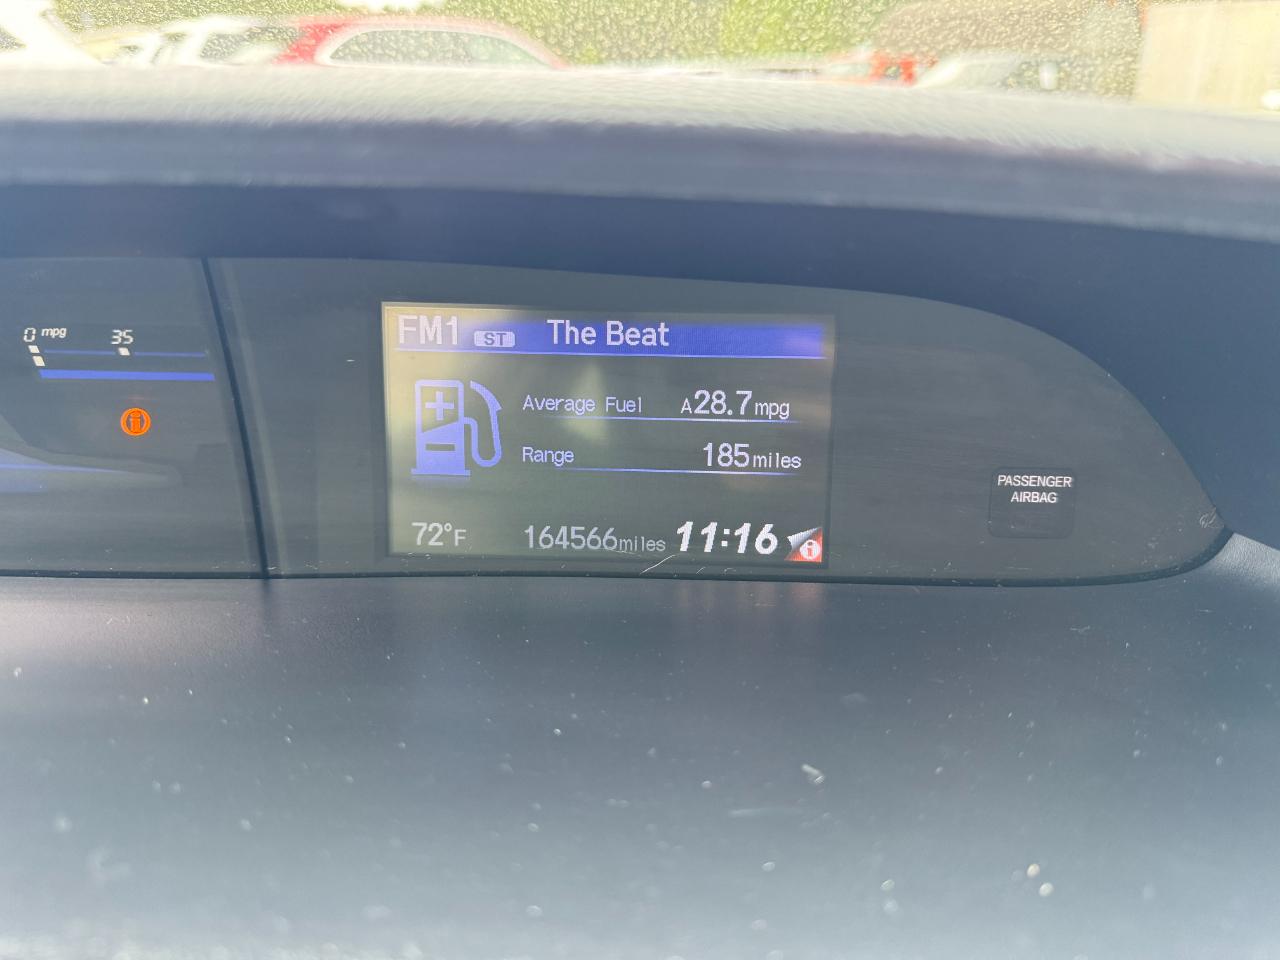 FM1 ST The Beat
0 mpg 35
Average Fuel A28.7mpg
Range 185miles
PASSENGER
AIRBAG
72°F 164566miles 11:16 i
i